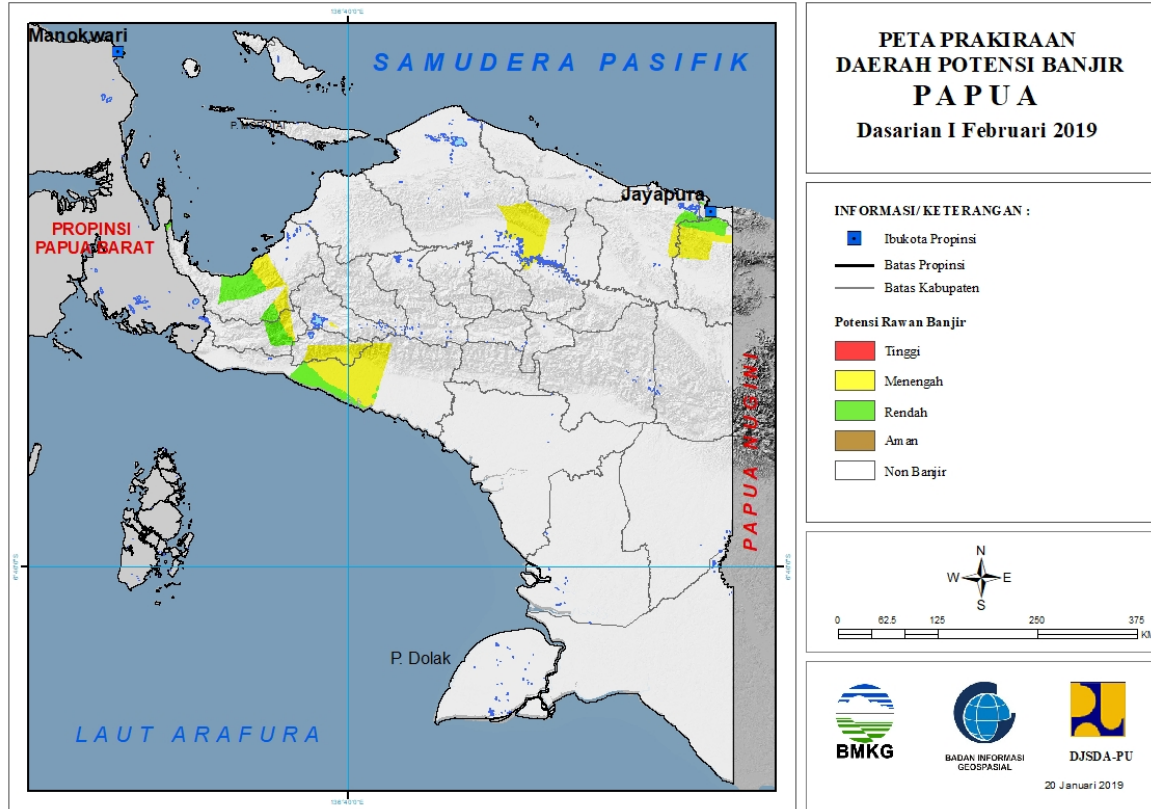 Manokwari
SAMUDERA PASIFIK
Jayapura
PROPINSI
PAPUA BARAT
PAPUA NUGINI
P. Dolak
LAUT ARAFURA
PETA PRAKIRAAN
DAERAH POTENSI BANJIR
PAPUA
Dasarian I Februari 2019
INFORMASI/KETERANGAN :
Ibukota Propinsi
Batas Propinsi
Batas Kabupaten
Potensi Rawan Banjir
Tinggi
Menengah
Rendah
Aman
Non Banjir
N
W E
S
0 62.5 125 250 375
KM
BMKG
BADAN INFORMASI
GEOSPASIAL
DJSDA-PU
20 Januari 2019